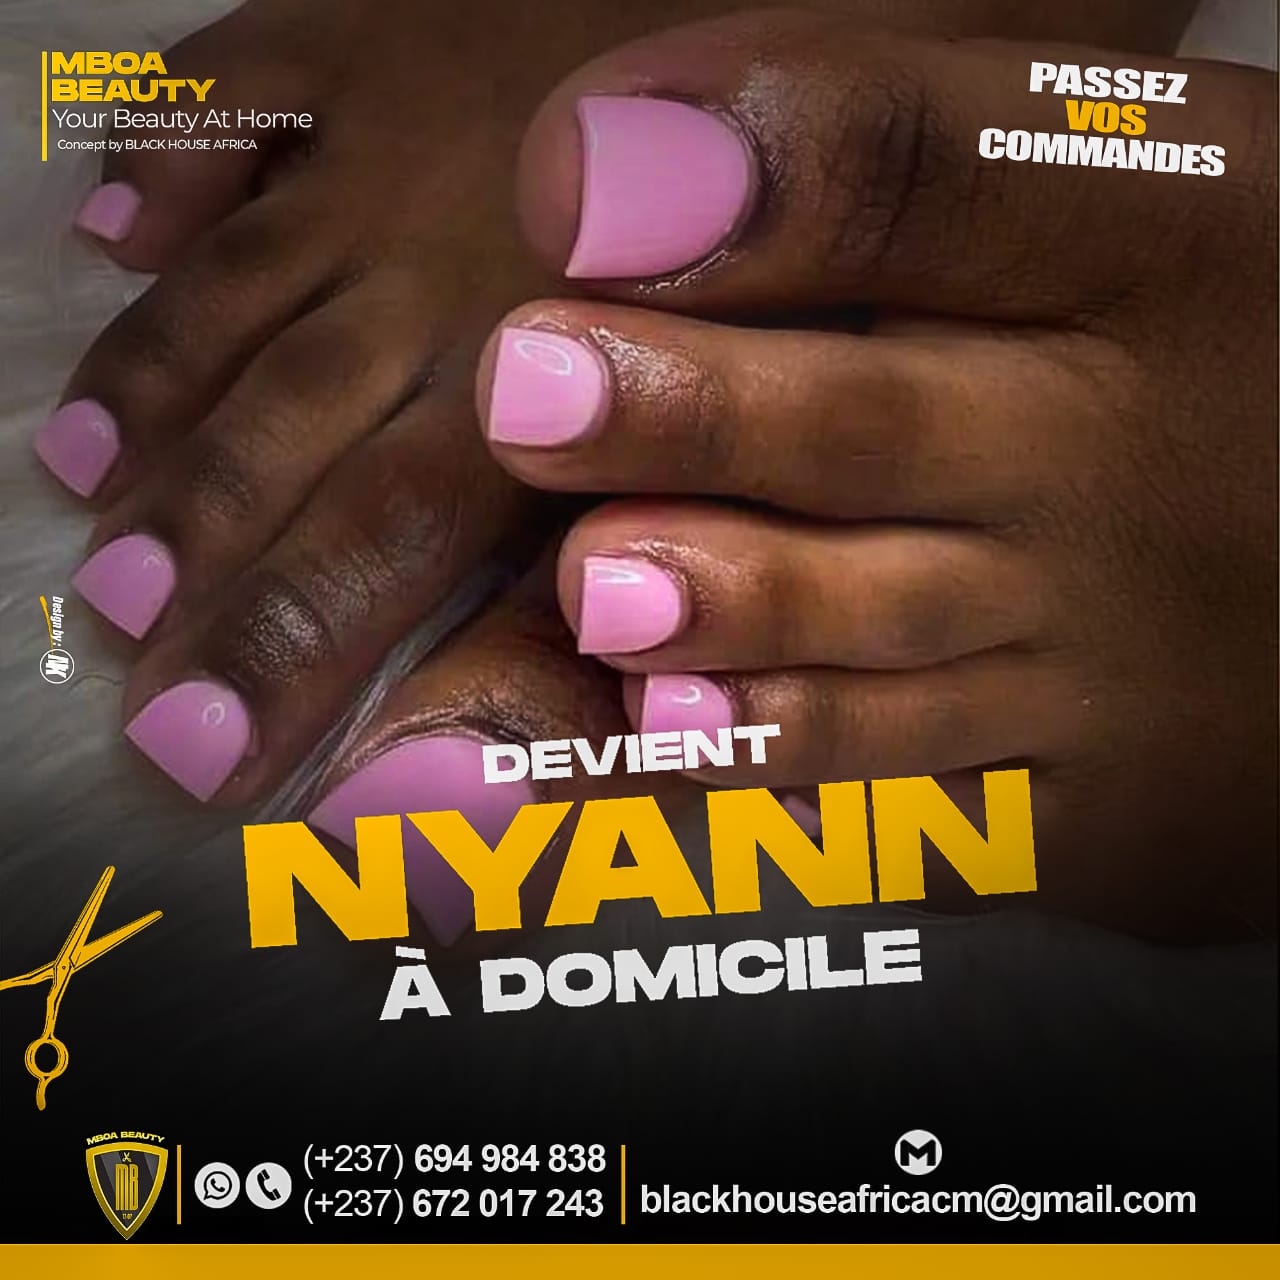 MBOA
BEAUTY
Your Beauty At Home
Concept by BLACK HOUSE AFRICA
PASSEZ
VOS
COMMANDES
Design by :
DEVIENT
NYANN
À DOMICILE
MBOA BEAUTY
MB
(+237) 694 984 838
(+237) 672 017 243
M
blackhouseafricacm@gmail.com